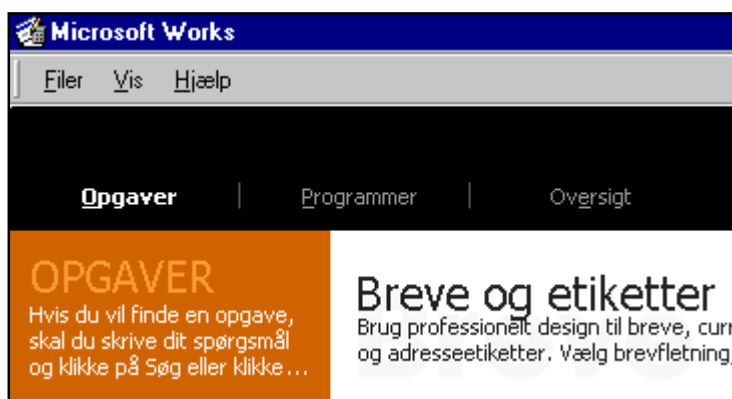 Microsoft Works
Filer Vis Hjælp
Opgaver | Programmer | Oversigt
OPGAVER
Hvis du vil finde en opgave,
skal du skrive dit spørgsmål
og klikke på Søg eller klikke ...
Breve og etiketter
Brug professionelt design til breve, curr
og adresseetiketter. Vælg brevfletning,